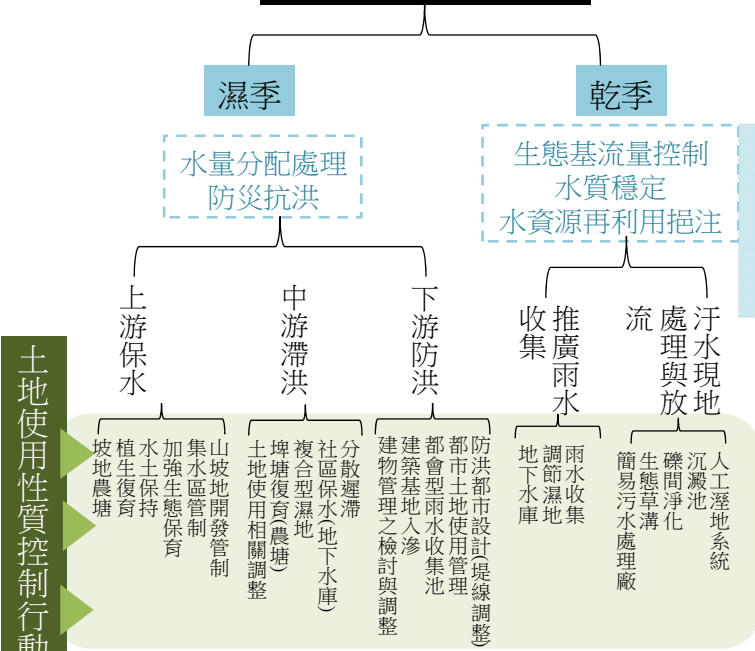 濕季
乾季
水量分配處理
防災抗洪
生態基流量控制
水質穩定
水資源再利用挹注
上游保水
中游滯洪
下游防洪
推廣雨水
收集
汙水現地
處理與放
流
土地使用性質控制行動
山坡地開發管制
集水區管制
加強生態保育
水土保持
植生復育
坡地農塘
分散遲滯
社區保水(地下水庫)
複合型濕地
埤塘復育(農塘)
土地使用相關調整
防洪都市設計(堤線調整)
都市土地使用管理
都會型雨水收集池
建築基地入滲
建物管理之檢討與調整
雨水收集
調節濕地
地下水庫
人工溼地系統
沉澱池
礫間淨化
生態草溝
簡易污水處理廠